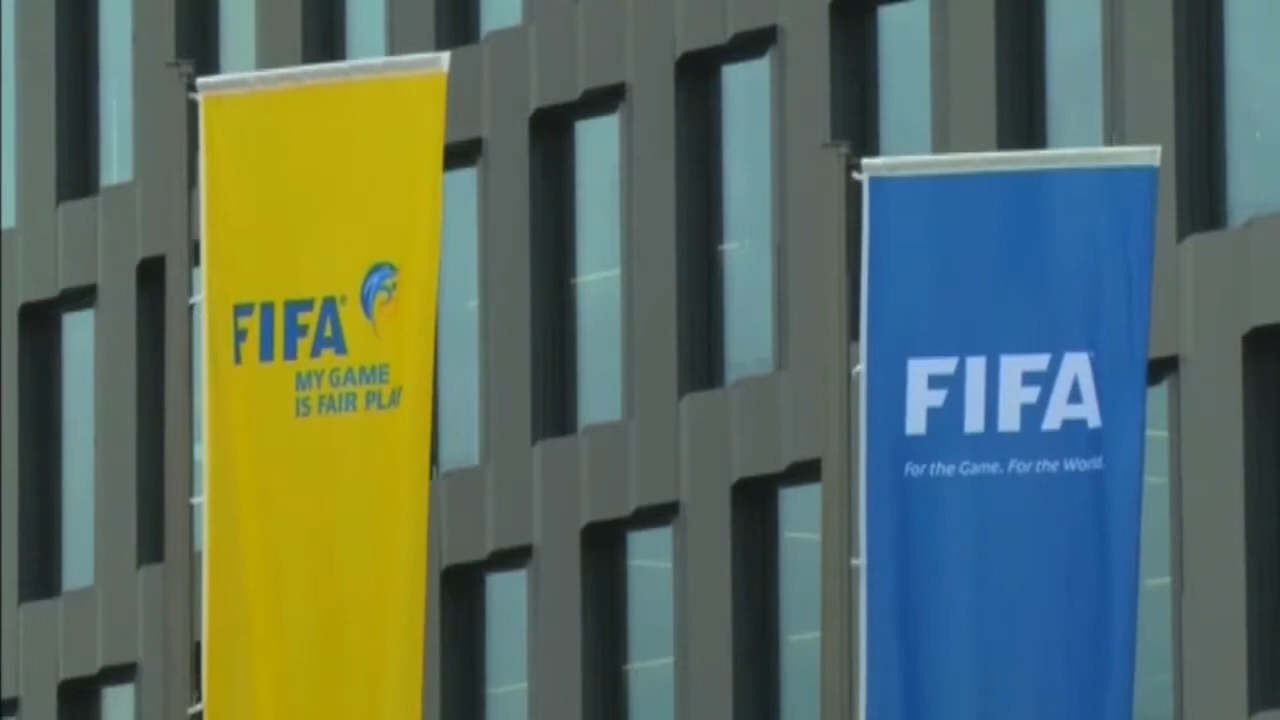 FIFA®
MY GAME
IS FAIR PLAY
FIFA
For the Game. For the World.